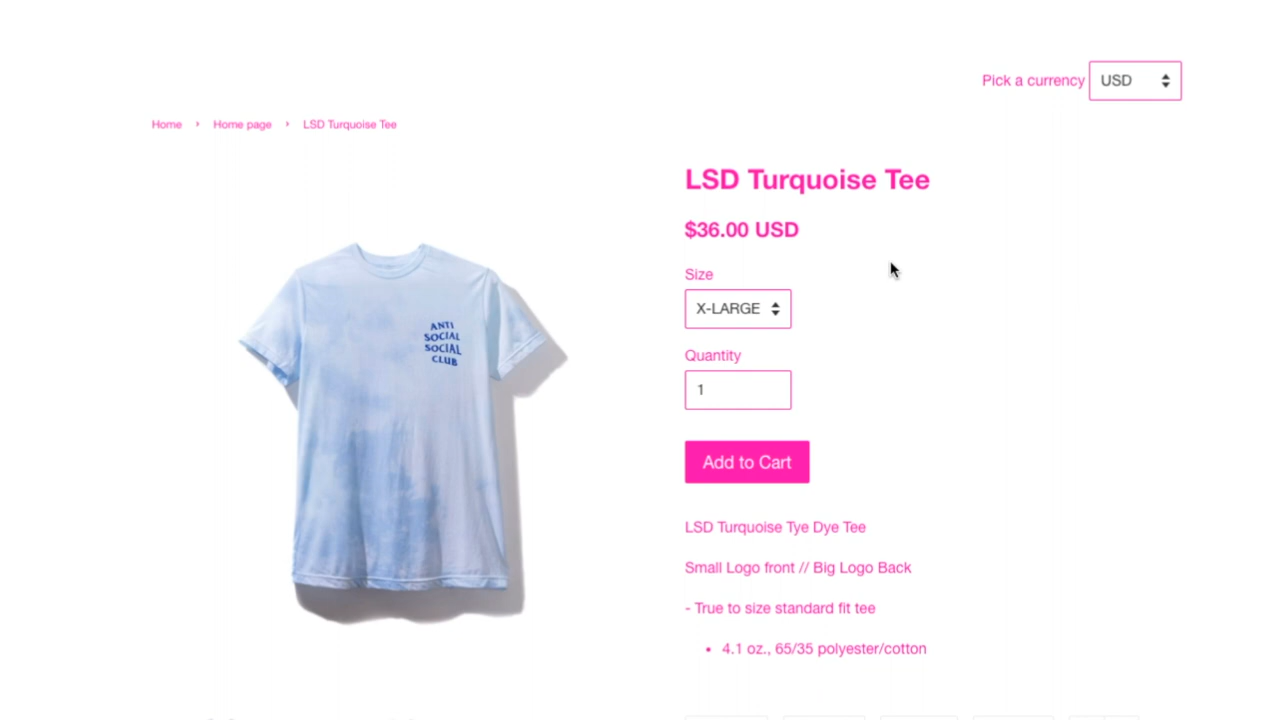 Pick a currency USD
Home › Home page › LSD Turquoise Tee
LSD Turquoise Tee
$36.00 USD
Size
X-LARGE
Quantity
1
Add to Cart
LSD Turquoise Tye Dye Tee
Small Logo front // Big Logo Back
- True to size standard fit tee
• 4.1 oz., 65/35 polyester/cotton
ANTI
SOCIAL
SOCIAL
CLUB